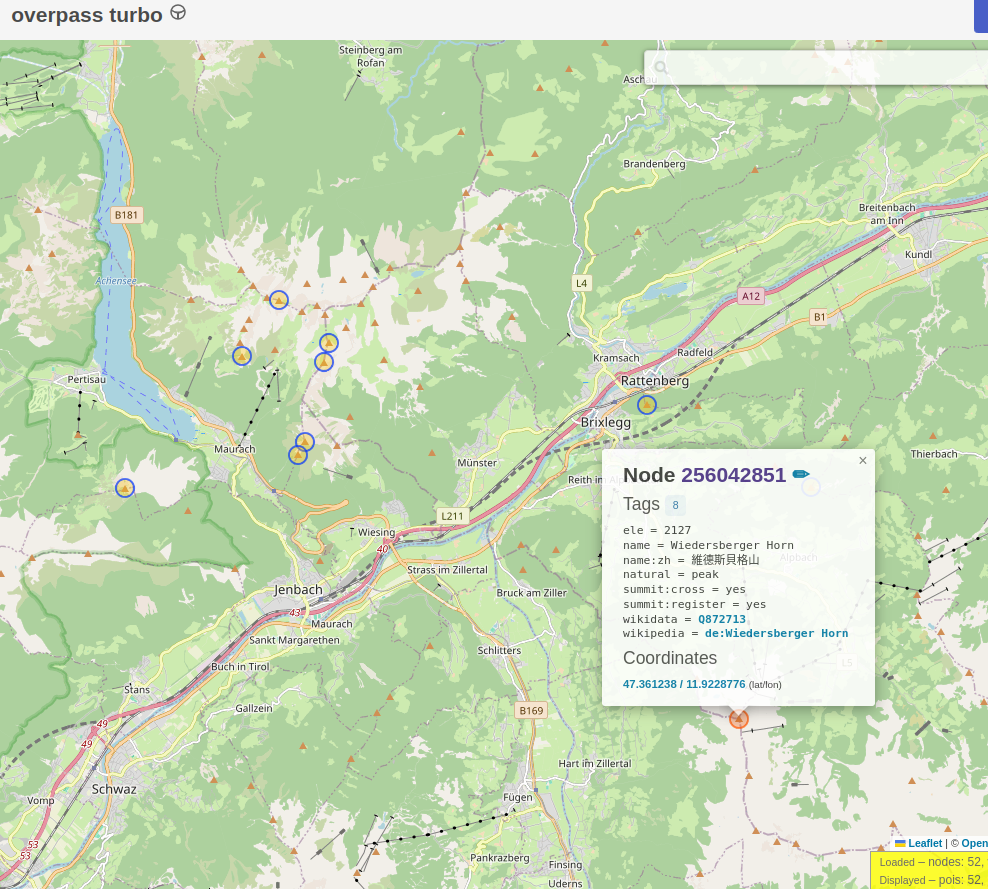 overpass turbo
Steinberg am
Rofan
Aschau
Brandenberg
B181
Breitenbach
am Inn
Kundl
Achensee
L4
A12
B1
Kramsach
Radfeld
Pertisau
Rattenberg
Brixlegg
Maurach
Münster
Thierbach
×
Node 256042851
Reith im Alp
Tags 8
L211
ele = 2127
Wiesing
name = Wiedersberger Horn
40
name:zh = 維德斯貝格山
Alpbach
Strass im Zillertal
natural = peak
Jenbach
Bruck am Ziller
summit:cross = yes
43
summit:register = yes
Maurach
wikidata = Q872713
Sankt Margarethen
wikipedia = de:Wiedersberger Horn
Schlitters
Coordinates
L5
Buch in Tirol
47.361238 / 11.9228776 (lat/lon)
Stans
Gallzein
B169
49
49
Hart im Zillertal
Schwaz
Fügen
Vomp
53
53
Leaflet | © Open
Pankrazberg
Finsing
Loaded – nodes: 52,
Uderns
Displayed – pois: 52,